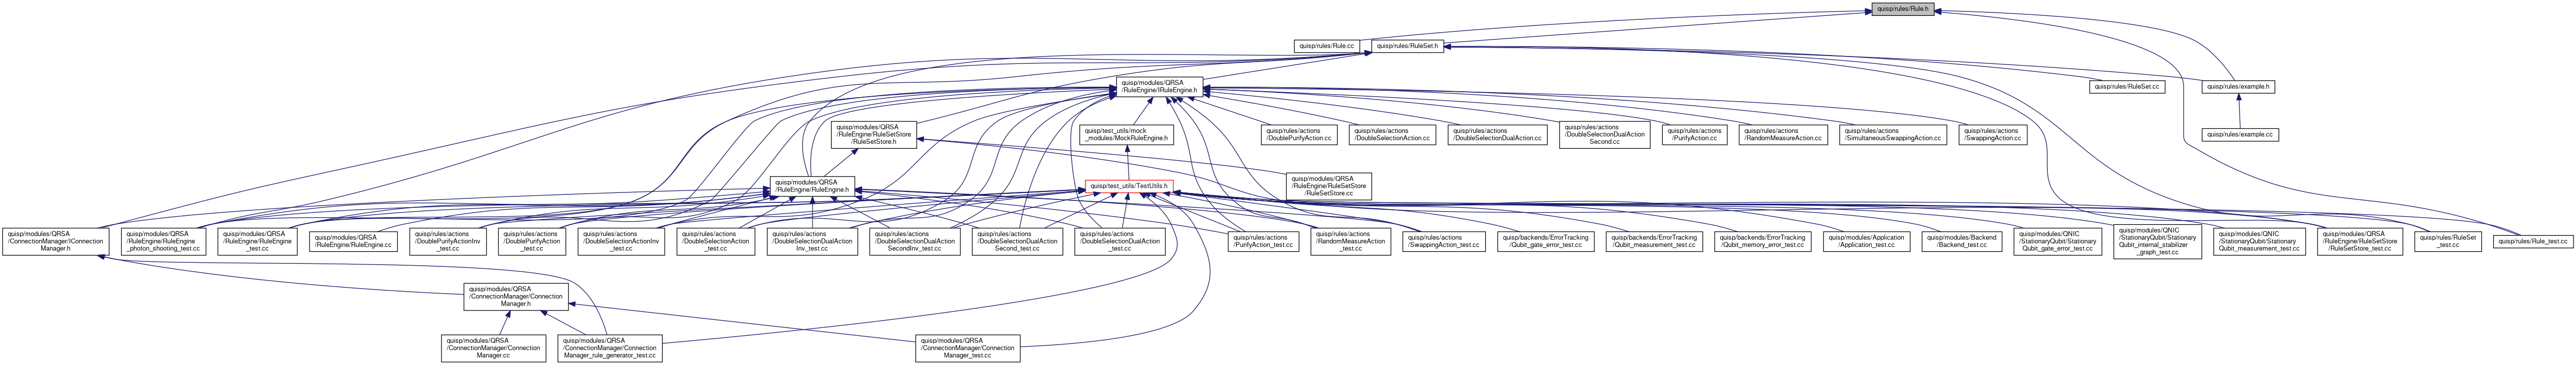 quisp/rules/Rule.h
quisp/rules/Rule.cc
quisp/rules/RuleSet.h
quisp/modules/QRSA
/RuleEngine/IRuleEngine.h
quisp/rules/RuleSet.cc
quisp/rules/example.h
quisp/modules/QRSA
/RuleEngine/RuleSetStore
/RuleSetStore.h
quisp/test_utils/mock
_modules/MockRuleEngine.h
quisp/rules/actions
/DoublePurifyAction.cc
quisp/rules/actions
/DoubleSelectionAction.cc
quisp/rules/actions
/DoubleSelectionDualAction.cc
quisp/rules/actions
/DoubleSelectionDualAction
Second.cc
quisp/rules/actions
/PurifyAction.cc
quisp/rules/actions
/RandomMeasureAction.cc
quisp/rules/actions
/SimultaneousSwappingAction.cc
quisp/rules/actions
/SwappingAction.cc
quisp/rules/example.cc
quisp/modules/QRSA
/RuleEngine/RuleEngine.h
quisp/test_utils/TestUtils.h
quisp/modules/QRSA
/RuleEngine/RuleSetStore
/RuleSetStore.cc
quisp/modules/QRSA
/ConnectionManager/IConnection
Manager.h
quisp/modules/QRSA
/RuleEngine/RuleEngine
_photon_shooting_test.cc
quisp/modules/QRSA
/RuleEngine/RuleEngine
_test.cc
quisp/modules/QRSA
/RuleEngine/RuleEngine.cc
quisp/rules/actions
/DoublePurifyActionInv
_test.cc
quisp/rules/actions
/DoublePurifyAction
_test.cc
quisp/rules/actions
/DoubleSelectionActionInv
_test.cc
quisp/rules/actions
/DoubleSelectionAction
_test.cc
quisp/rules/actions
/DoubleSelectionDualAction
Inv_test.cc
quisp/rules/actions
/DoubleSelectionDualAction
SecondInv_test.cc
quisp/rules/actions
/DoubleSelectionDualAction
Second_test.cc
quisp/rules/actions
/DoubleSelectionDualAction
_test.cc
quisp/rules/actions
/PurifyAction_test.cc
quisp/rules/actions
/RandomMeasureAction
_test.cc
quisp/rules/actions
/SwappingAction_test.cc
quisp/backends/ErrorTracking
/Qubit_gate_error_test.cc
quisp/backends/ErrorTracking
/Qubit_measurement_test.cc
quisp/backends/ErrorTracking
/Qubit_memory_error_test.cc
quisp/modules/Application
/Application_test.cc
quisp/modules/Backend
/Backend_test.cc
quisp/modules/QNIC
/StationaryQubit/Stationary
Qubit_gate_error_test.cc
quisp/modules/QNIC
/StationaryQubit/Stationary
Qubit_internal_stabilizer
_graph_test.cc
quisp/modules/QNIC
/StationaryQubit/Stationary
Qubit_measurement_test.cc
quisp/modules/QRSA
/RuleEngine/RuleSetStore
/RuleSetStore_test.cc
quisp/rules/RuleSet
_test.cc
quisp/rules/Rule_test.cc
quisp/modules/QRSA
/ConnectionManager/Connection
Manager.h
quisp/modules/QRSA
/ConnectionManager/Connection
Manager.cc
quisp/modules/QRSA
/ConnectionManager/Connection
Manager_rule_generator_test.cc
quisp/modules/QRSA
/ConnectionManager/Connection
Manager_test.cc